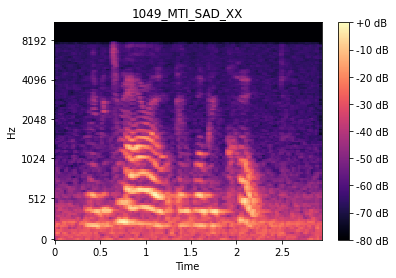 1049_MTI_SAD_XX
+0 dB
8192
-10 dB
4096
-20 dB
-30 dB
2048
Hz
-40 dB
1024
-50 dB
512
-60 dB
-70 dB
0
-80 dB
0 0.5 1 1.5 2 2.5
Time